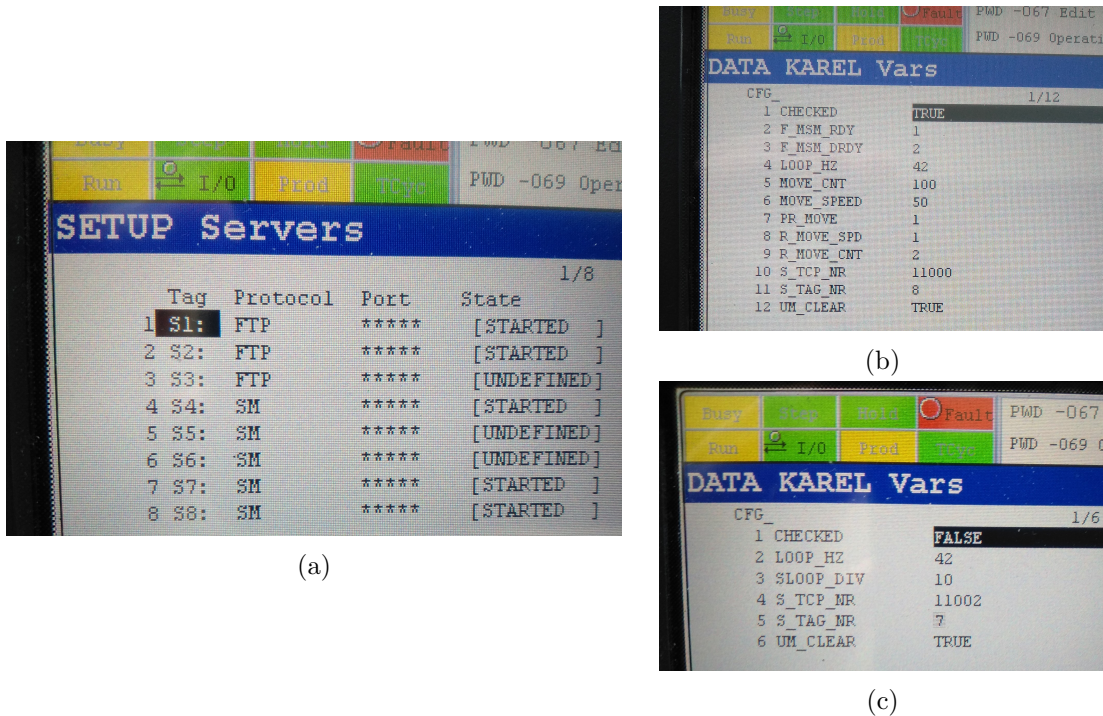 Fault
Run I/O Prod
PWD -069 Oper
SETUP Servers
1/8
Tag Protocol Port State
1 S1: FTP ***** [STARTED ]
2 S2: FTP ***** [STARTED ]
3 S3: FTP ***** [UNDEFINED]
4 S4: SM ***** [STARTED ]
5 S5: SM ***** [UNDEFINED]
6 S6: SM ***** [UNDEFINED]
7 S7: SM ***** [STARTED ]
8 S8: SM ***** [STARTED ]
(a)
Busy Step Hold Fault PWD -067 Edit
Run I/O Prod TCyc PWD -069 Operati
DATA KAREL Vars
CFG_ 1/12
1 CHECKED TRUE
2 F_MSM_RDY 1
3 F_MSM_DRDY 2
4 LOOP_HZ 42
5 MOVE_CNT 100
6 MOVE_SPEED 50
7 PR_MOVE 1
8 R_MOVE_SPD 1
9 R_MOVE_CNT 2
10 S_TCP_NR 11000
11 S_TAG_NR 8
12 UM_CLEAR TRUE
(b)
Busy Step Hold Fault PWD -067
Run I/O Prod TCyc PWD -069
DATA KAREL Vars
CFG_ 1/6
1 CHECKED FALSE
2 LOOP_HZ 42
3 SLOOP_DIV 10
4 S_TCP_NR 11002
5 S_TAG_NR 7
6 UM_CLEAR TRUE
(c)